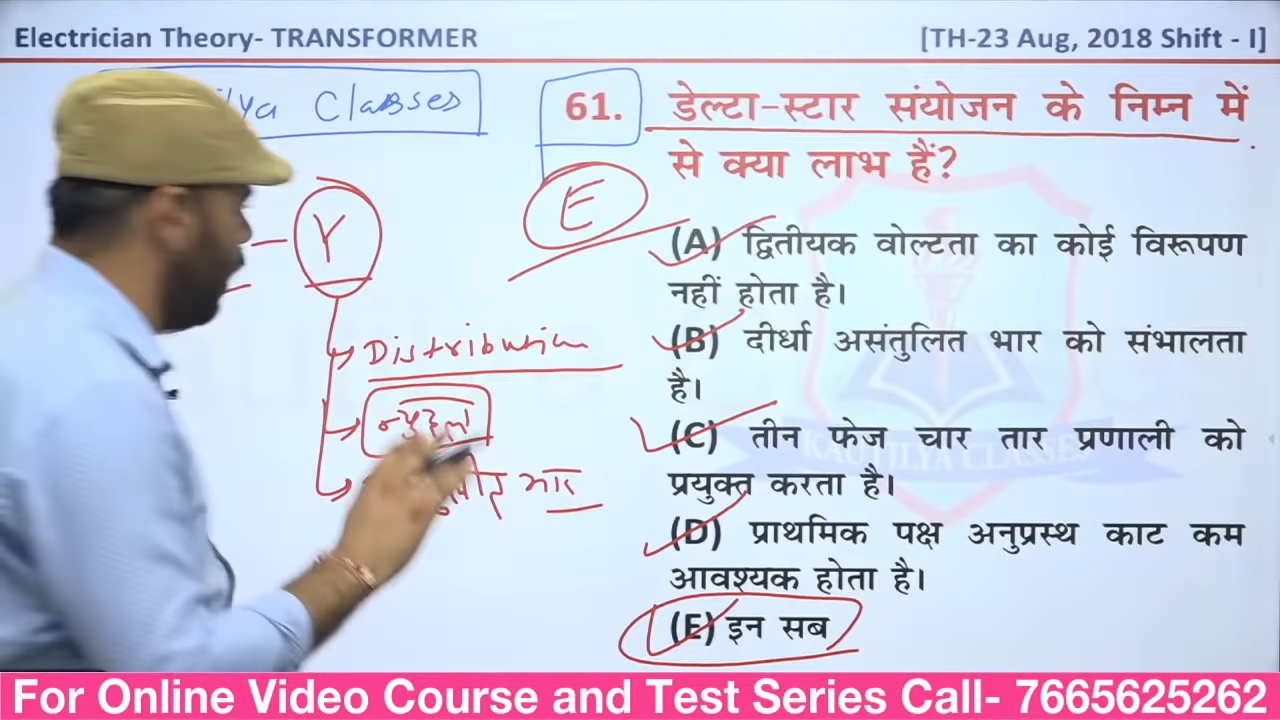 Electrician Theory- TRANSFORMER
[TH-23 Aug, 2018 Shift - I]
Classes
61. डेल्टा-स्टार संयोजन के निम्न में
से क्या लाभ हैं?
E
Y
(A) द्वितीयक वोल्टता का कोई विरूपण
नहीं होता है।
(B) दीर्धा असंतुलित भार को संभालता
है।
(C) तीन फेज चार तार प्रणाली को
प्रयुक्त करता है।
(D) प्राथमिक पक्ष अनुप्रस्थ काट कम
आवश्यक होता है।
(E) इन सब
Distribution
भार
KAUTILYA CLASSES
For Online Video Course and Test Series Call- 7665625262